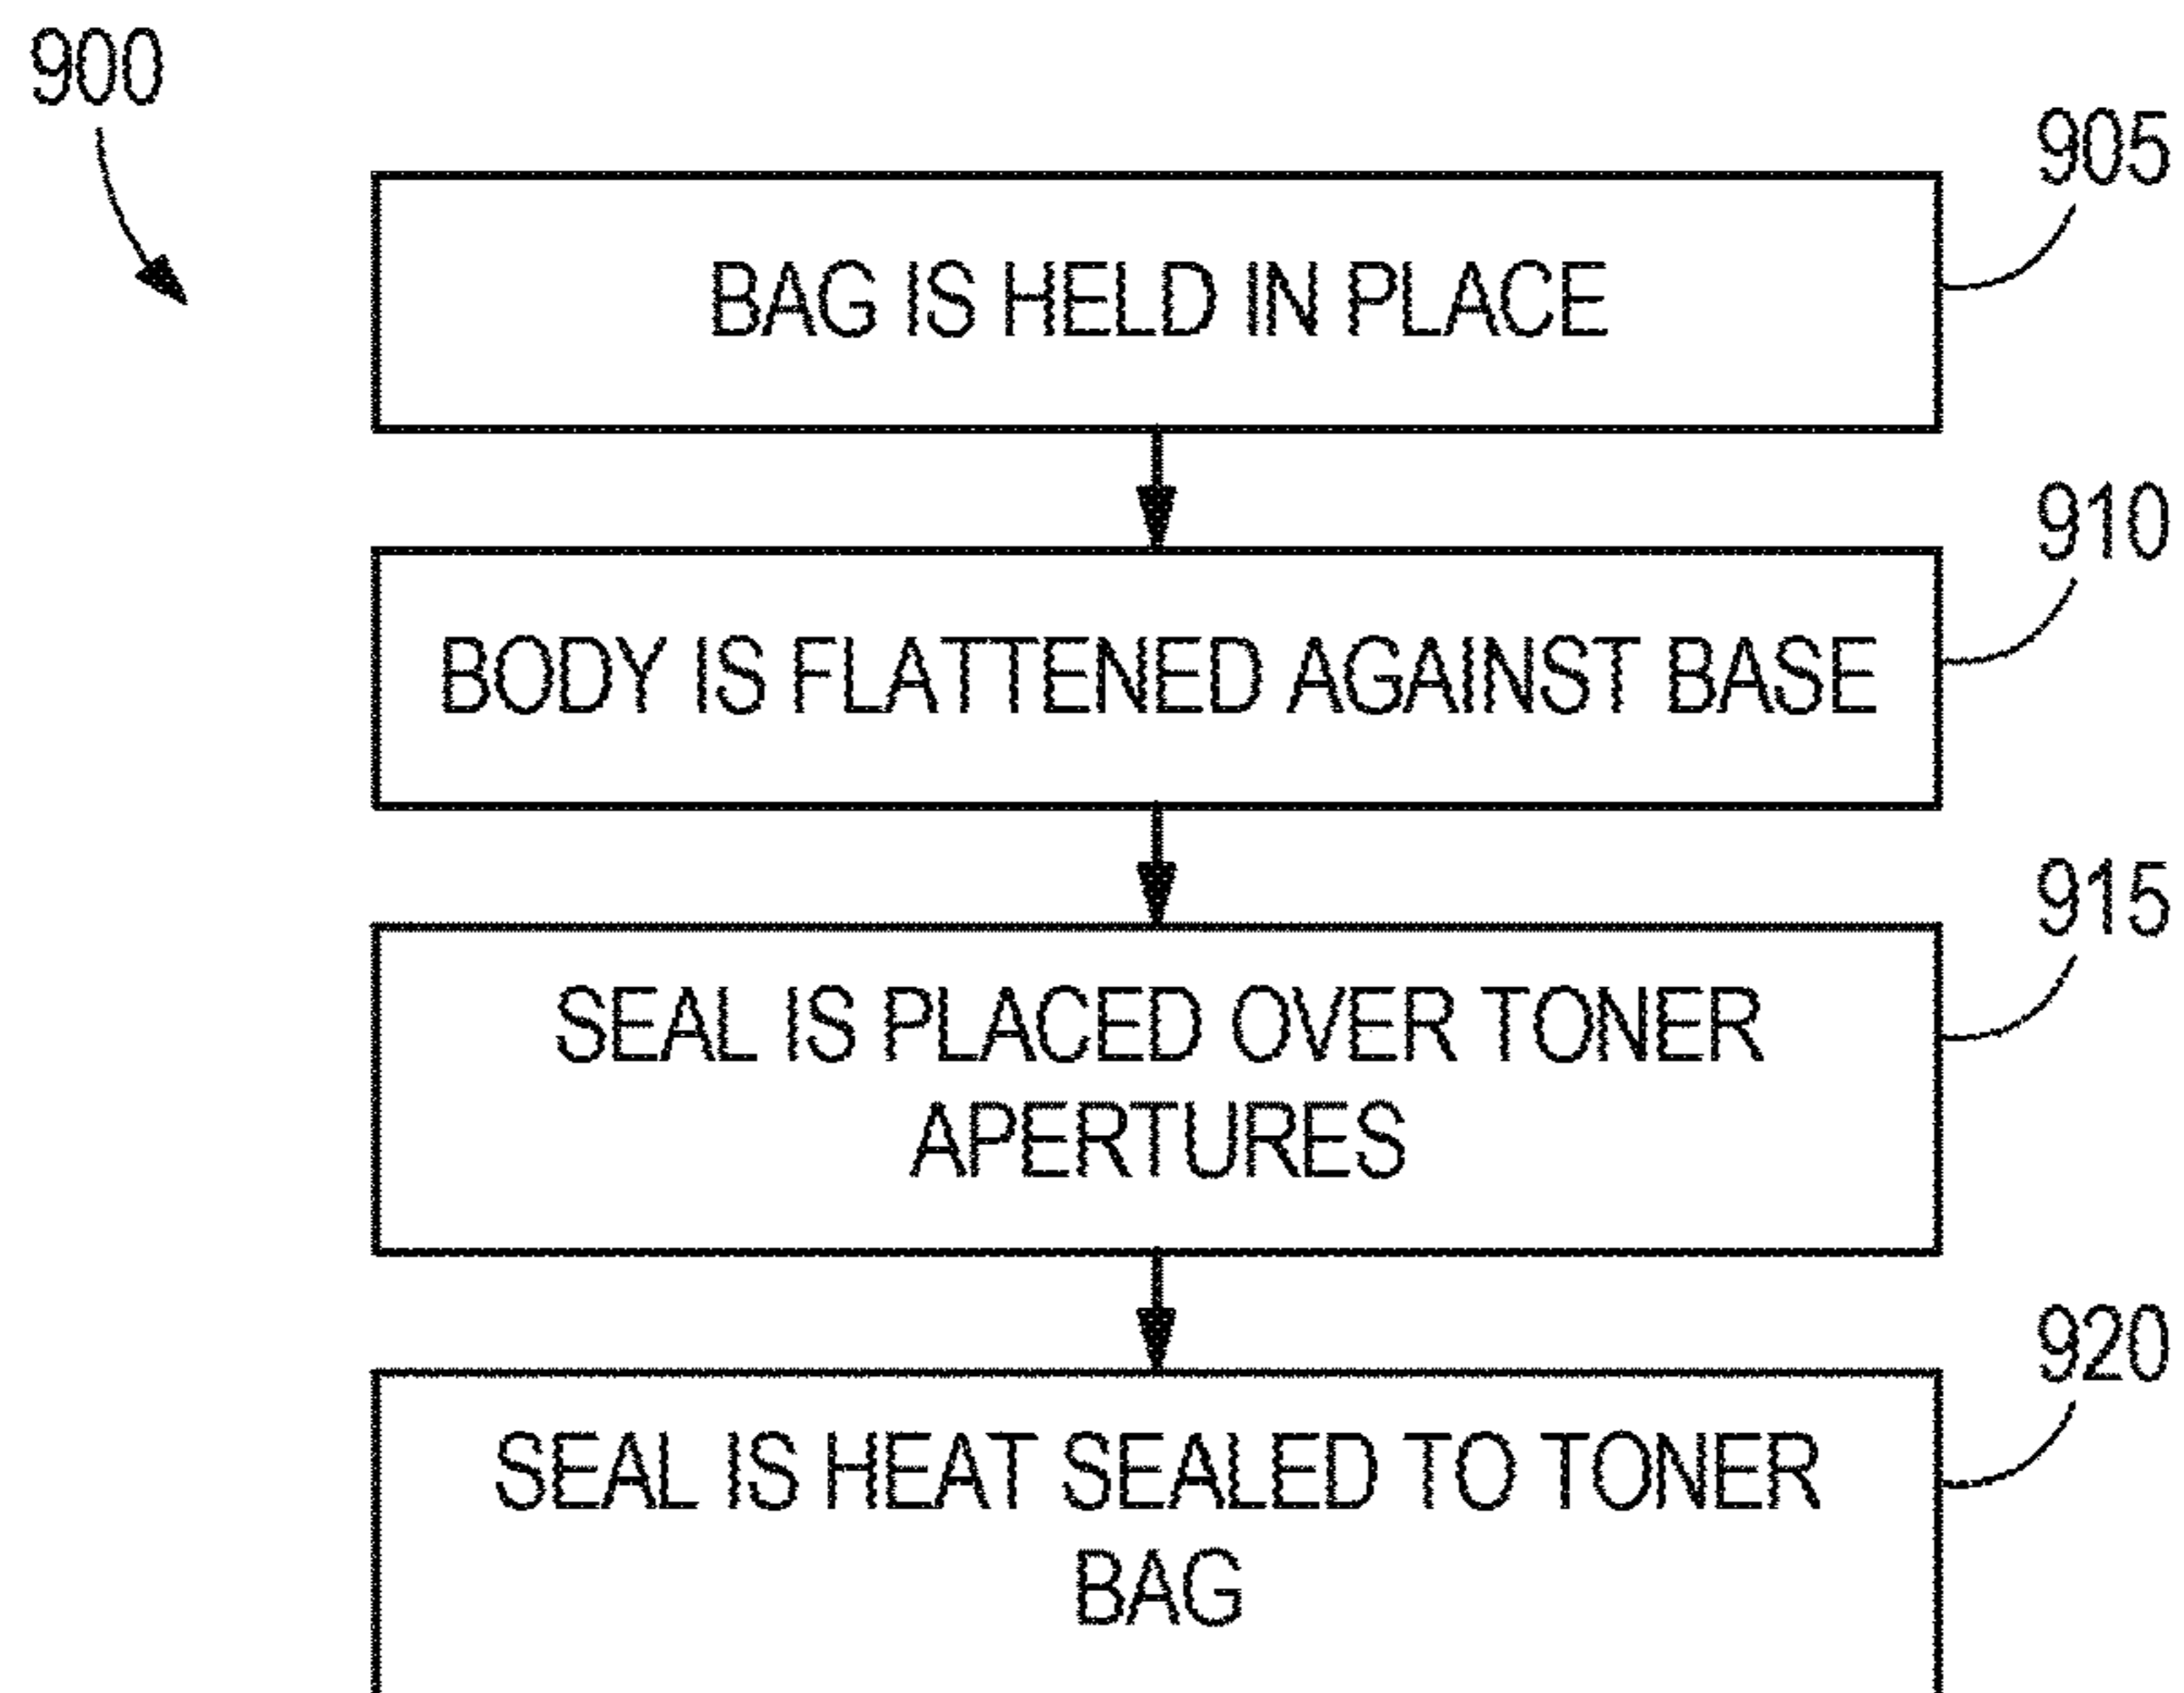 900
905
BAG IS HELD IN PLACE
910
BODY IS FLATTENED AGAINST BASE
915
SEAL IS PLACED OVER TONER
APERTURES
920
SEAL IS HEAT SEALED TO TONER
BAG